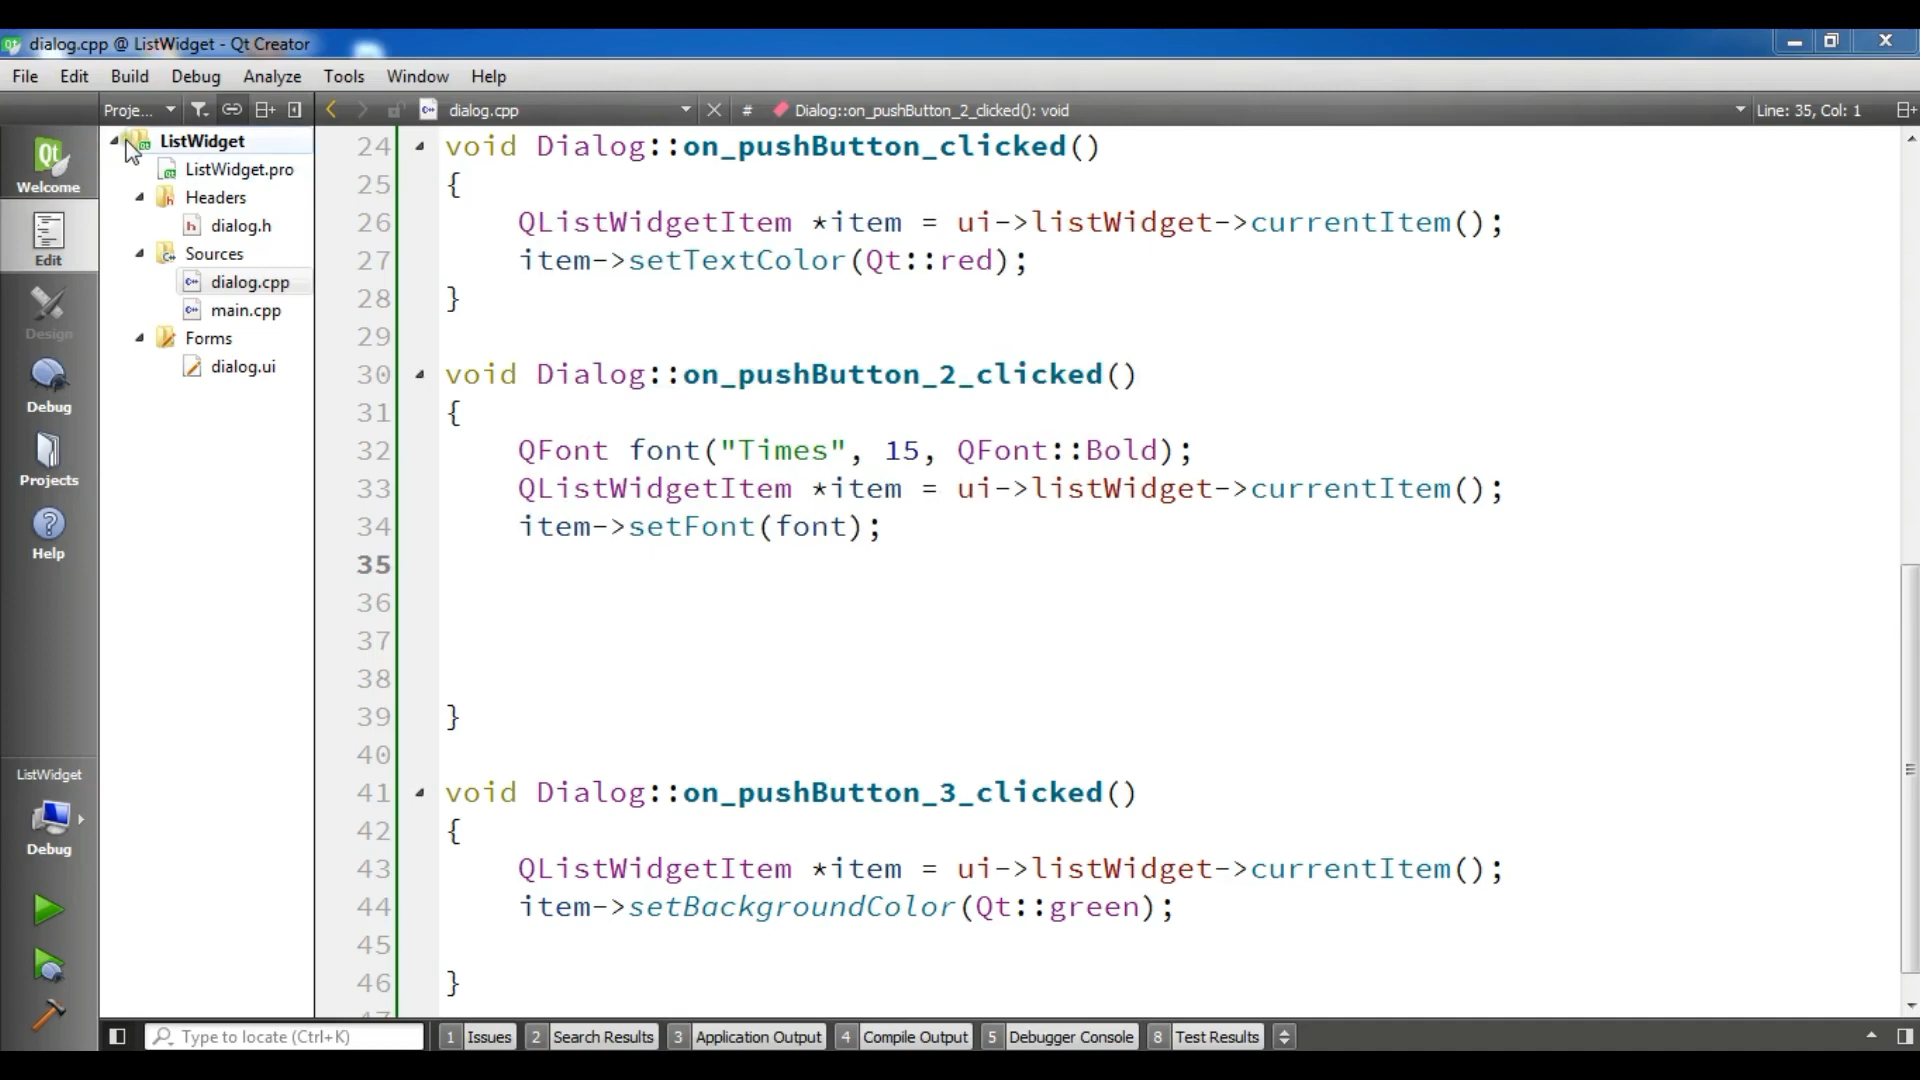 dialog.cpp @ ListWidget - Qt Creator
File Edit Build Debug Analyze Tools Window Help
Proje... dialog.cpp # Dialog::on_pushButton_2_clicked(): void Line: 35, Col: 1
Welcome
Edit
Design
Debug
Projects
Help
ListWidget
Debug
ListWidget
ListWidget.pro
Headers
dialog.h
Sources
dialog.cpp
main.cpp
Forms
dialog.ui
24 void Dialog::on_pushButton_clicked()
25 {
26 QListWidgetItem *item = ui->listWidget->currentItem();
27 item->setTextColor(Qt::red);
28 }
29
30 void Dialog::on_pushButton_2_clicked()
31 {
32 QFont font("Times", 15, QFont::Bold);
33 QListWidgetItem *item = ui->listWidget->currentItem();
34 item->setFont(font);
35
36
37
38
39 }
40
41 void Dialog::on_pushButton_3_clicked()
42 {
43 QListWidgetItem *item = ui->listWidget->currentItem();
44 item->setBackgroundColor(Qt::green);
45
46 }
Type to locate (Ctrl+K) 1 Issues 2 Search Results 3 Application Output 4 Compile Output 5 Debugger Console 8 Test Results